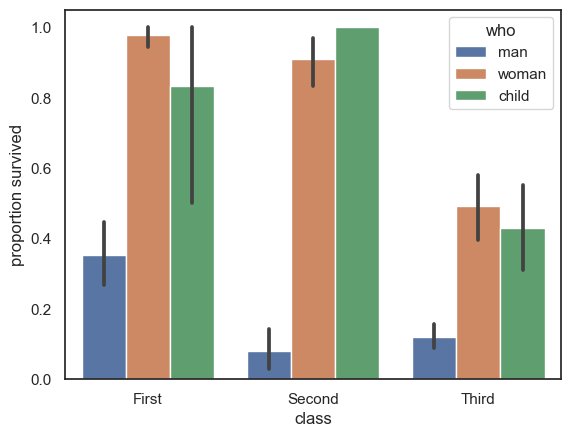 who
man
woman
child
proportion survived
1.0
0.8
0.6
0.4
0.2
0.0
First Second Third
class